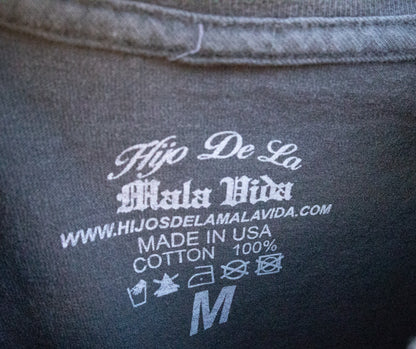 Hijo De La
Mala Vida
WWW.HIJOSDELAMALAVIDA.COM
MADE IN USA
COTTON 100%
M